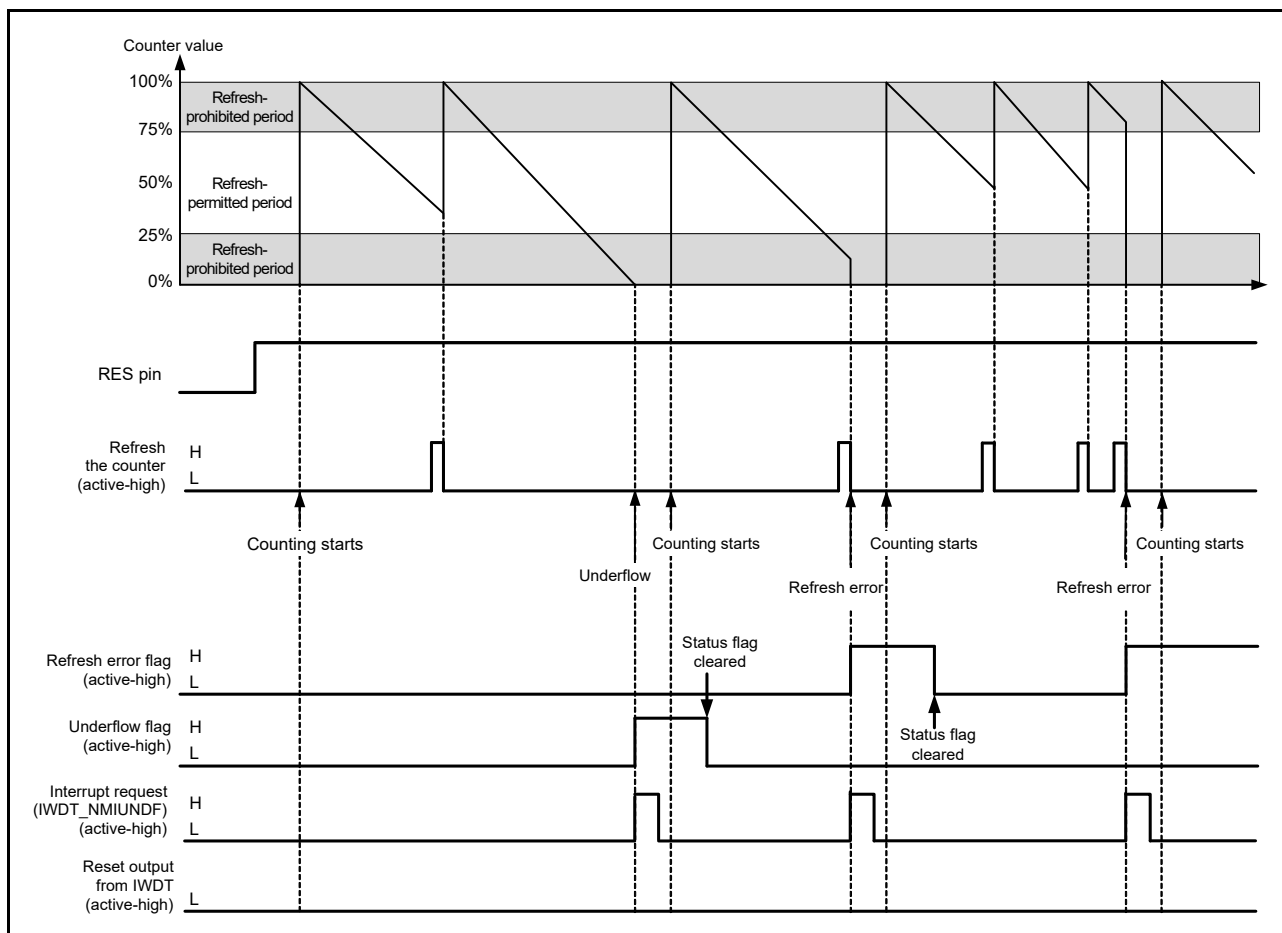 Counter value
100%
Refresh-
prohibited period
75%
50%
Refresh-
permitted period
25%
Refresh-
prohibited period
0%
RES pin
Refresh
the counter
(active-high)
H
L
Counting starts
Counting starts
Counting starts
Counting starts
Underflow
Refresh error
Refresh error
Status flag
cleared
Refresh error flag
(active-high)
H
L
Underflow flag
(active-high)
H
L
Status flag
cleared
Interrupt request
(IWDT_NMIUNDF)
(active-high)
H
L
Reset output
from IWDT
(active-high)
L